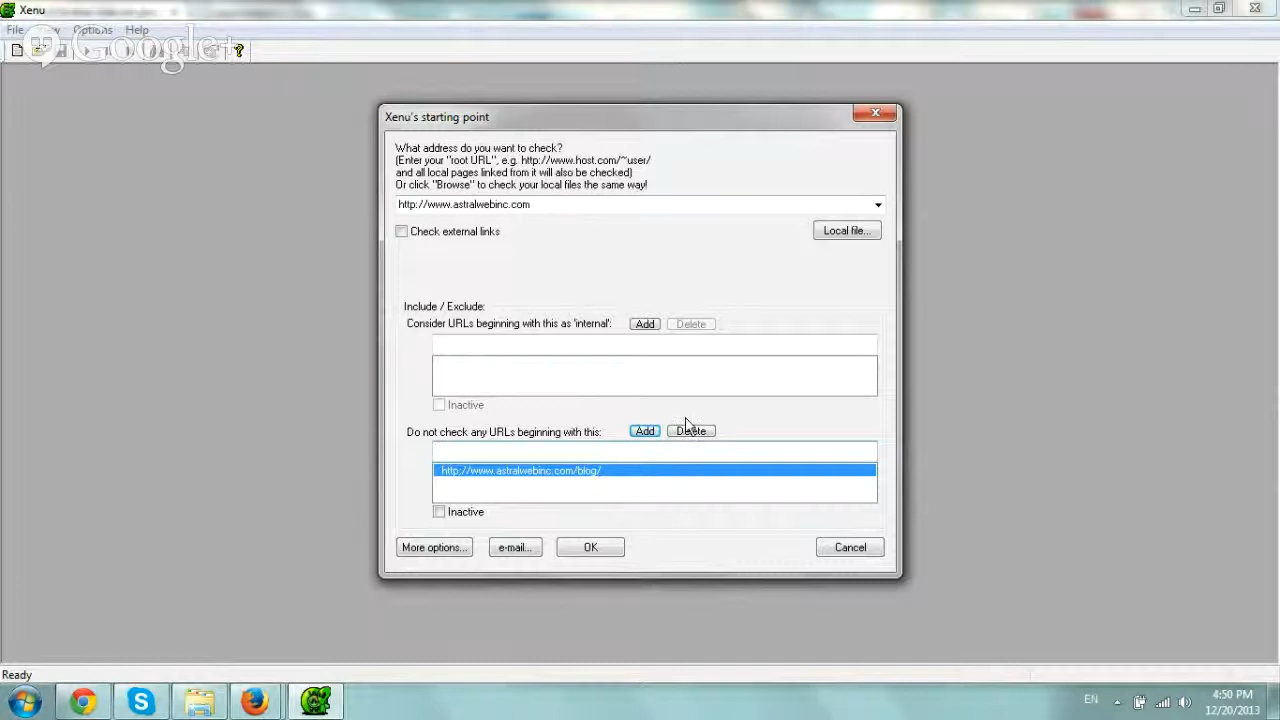 Xenu
File
Options
Help
Google+
?
Xenu's starting point
What address do you want to check?
(Enter your "root URL", e.g. http://www.host.com/~user/
and all local pages linked from it will also be checked)
Or click "Browse" to check your local files the same way!
http://www.astralwebinc.com
Check external links
Local file...
Include / Exclude:
Consider URLs beginning with this as 'internal':
Add
Delete
Inactive
Do not check any URLs beginning with this:
Add
Delete
http://www.astralwebinc.com/blog/
Inactive
More options...
e-mail...
OK
Cancel
Ready
EN
4:50 PM
12/20/2013